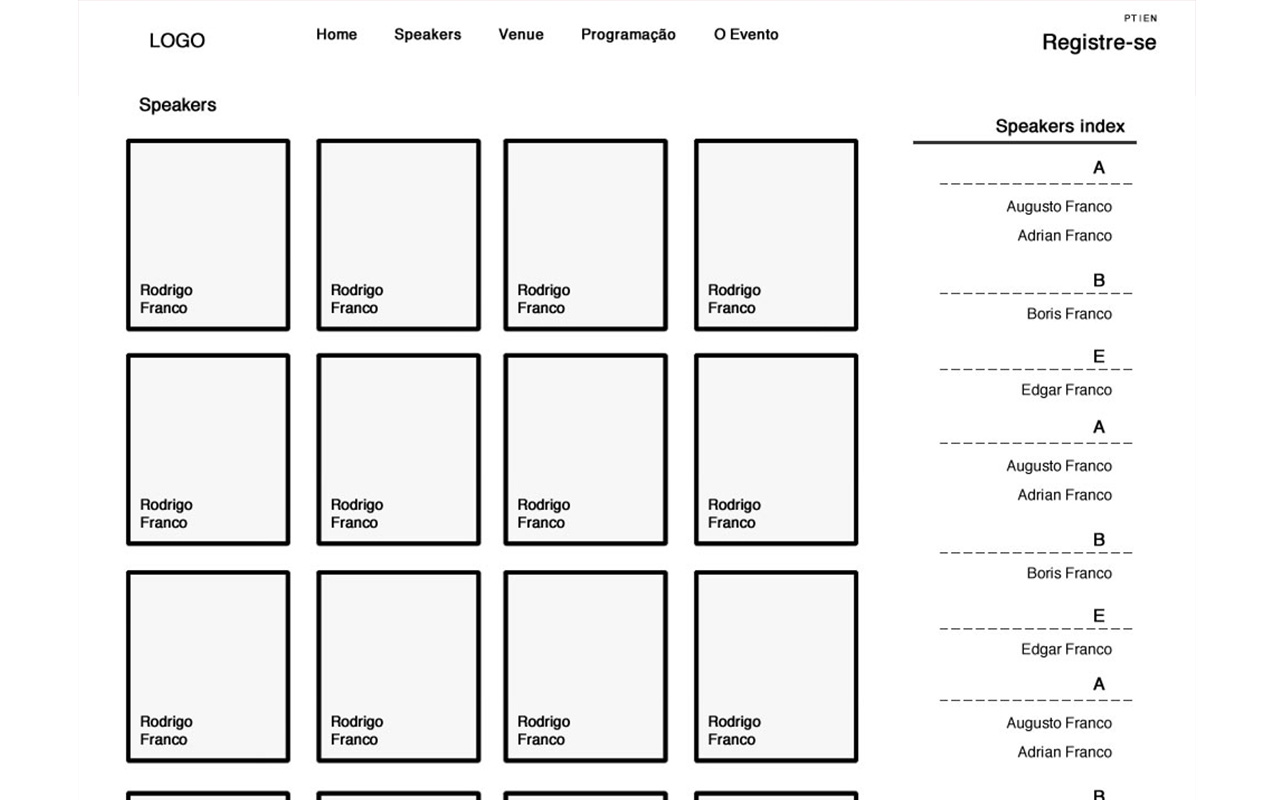 LOGO
Home
Speakers
Venue
Programação
O Evento
PT|EN
Registre-se
Speakers
Rodrigo
Franco
Rodrigo
Franco
Rodrigo
Franco
Rodrigo
Franco
Rodrigo
Franco
Rodrigo
Franco
Rodrigo
Franco
Rodrigo
Franco
Rodrigo
Franco
Rodrigo
Franco
Rodrigo
Franco
Rodrigo
Franco
Speakers index
A
Augusto Franco
Adrian Franco
B
Boris Franco
E
Edgar Franco
A
Augusto Franco
Adrian Franco
B
Boris Franco
E
Edgar Franco
A
Augusto Franco
Adrian Franco
B